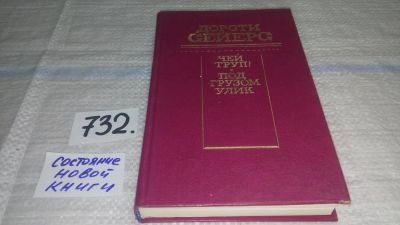 ДОРОТИ
СЕЙЕРС
ЧЕЙ
ТРУП?
ПОД
ГРУЗОМ
УЛИК
732.
СОСТОЯНИЕ
НОВОЙ
КНИГИ